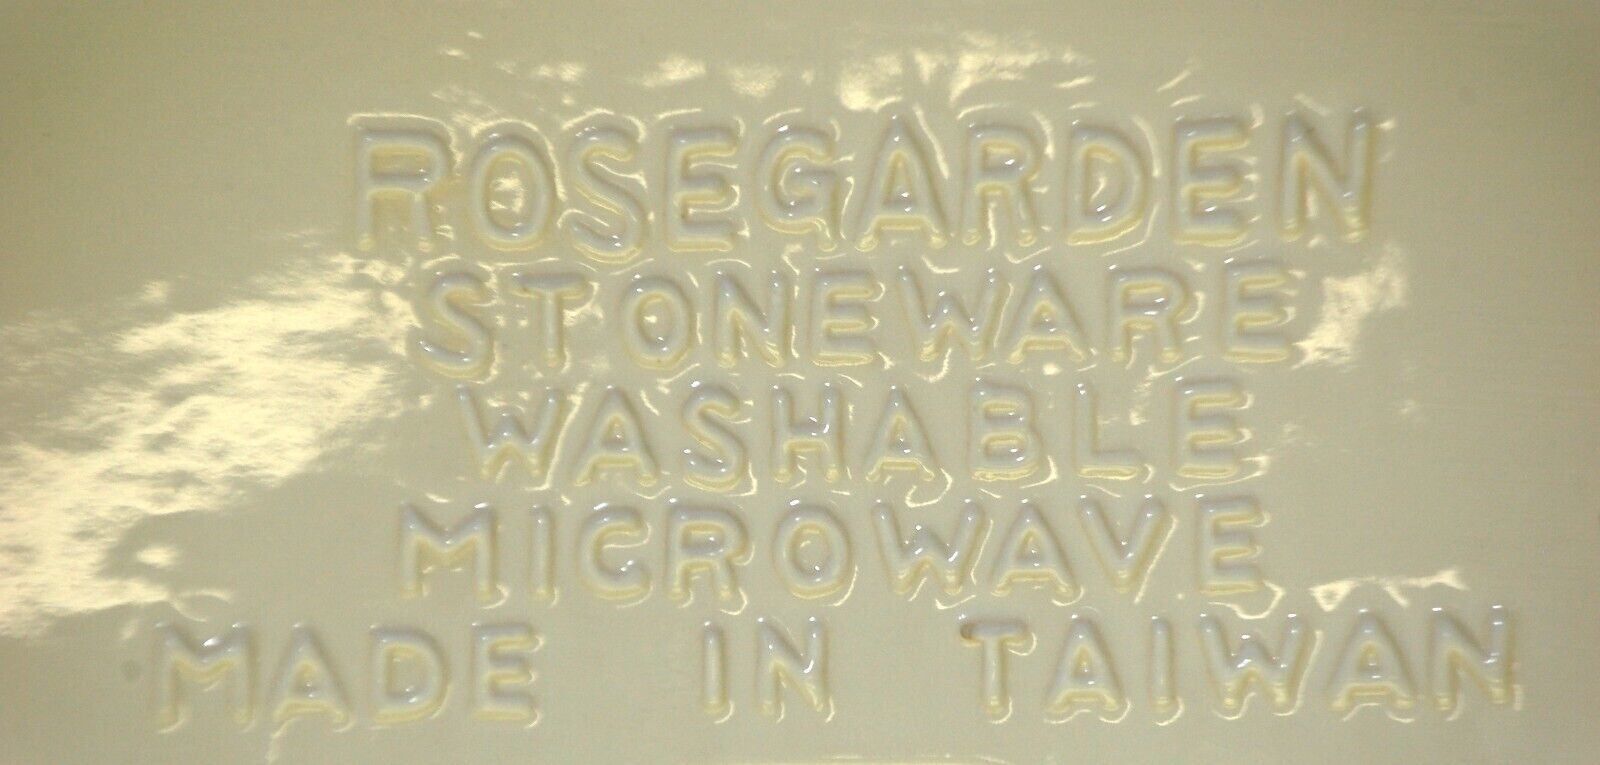 ROSEGARDEN
STONEWARE
WASHABLE
MICROWAVE
MADE IN TAIWAN